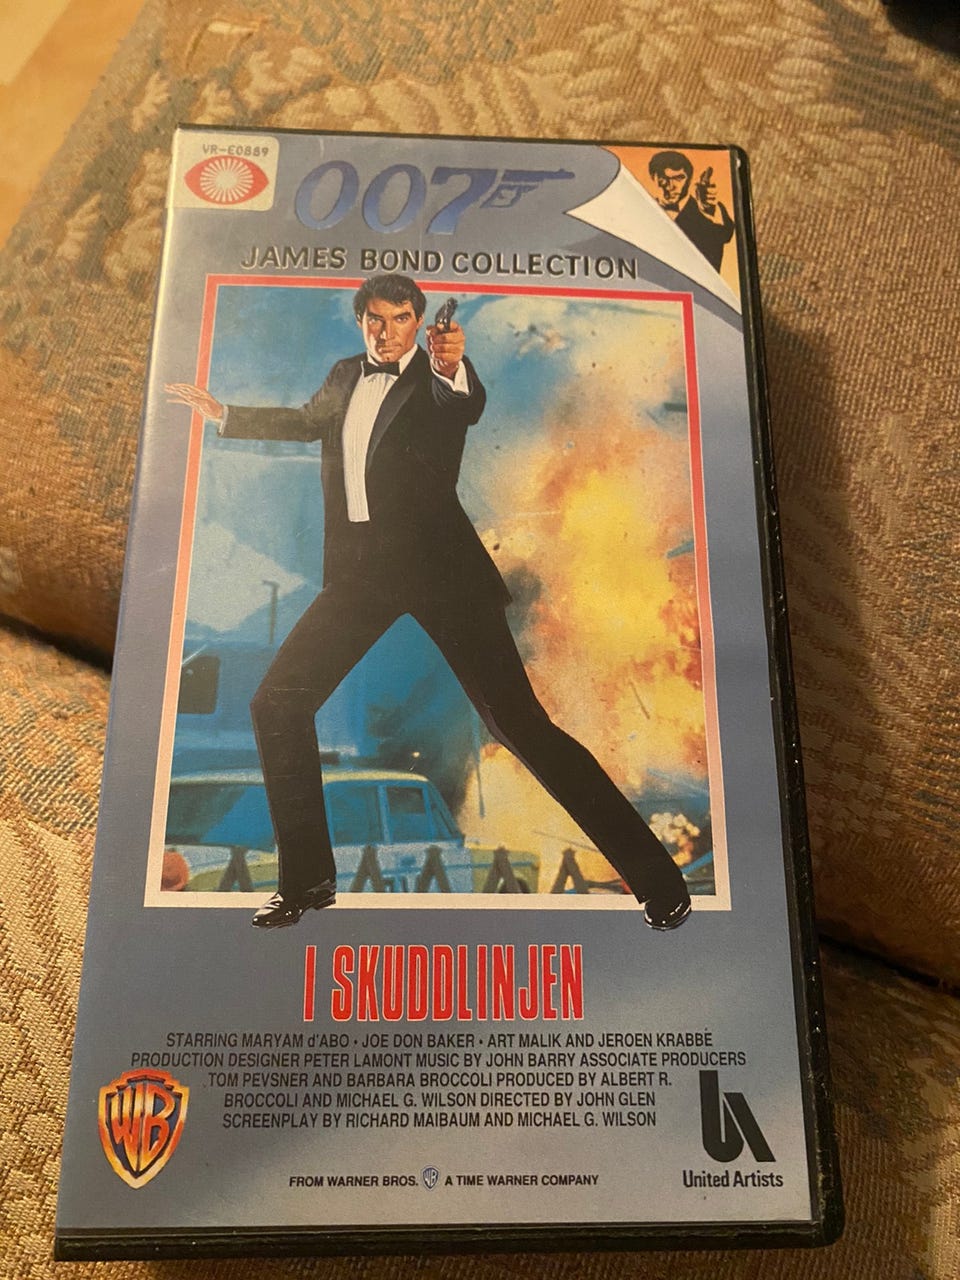 VR-E0889
007
JAMES BOND COLLECTION
I SKUDDLINJEN
STARRING MARYAM d'ABO • JOE DON BAKER • ART MALIK AND JEROEN KRABBÉ
PRODUCTION DESIGNER PETER LAMONT MUSIC BY JOHN BARRY ASSOCIATE PRODUCERS
TOM PEVSNER AND BARBARA BROCCOLI PRODUCED BY ALBERT R.
BROCCOLI AND MICHAEL G. WILSON DIRECTED BY JOHN GLEN
SCREENPLAY BY RICHARD MAIBAUM AND MICHAEL G. WILSON
WB
UA
United Artists
FROM WARNER BROS. WB A TIME WARNER COMPANY